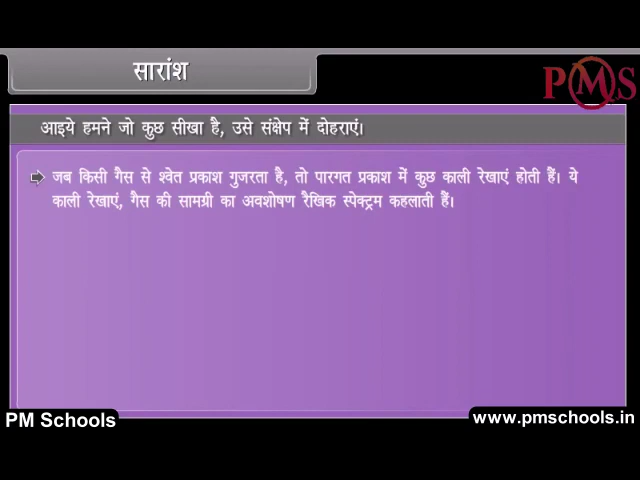 सारांश
PMS
आइये हमने जो कुछ सीखा है, उसे संक्षेप में दोहराएं।
जब किसी गैस से श्वेत प्रकाश गुजरता है, तो पारगत प्रकाश में कुछ काली रेखाएं होती हैं। ये
काली रेखाएं, गैस की सामग्री का अवशोषण रैखिक स्पेक्ट्रम कहलाती हैं।
PM Schools
www.pmschools.in